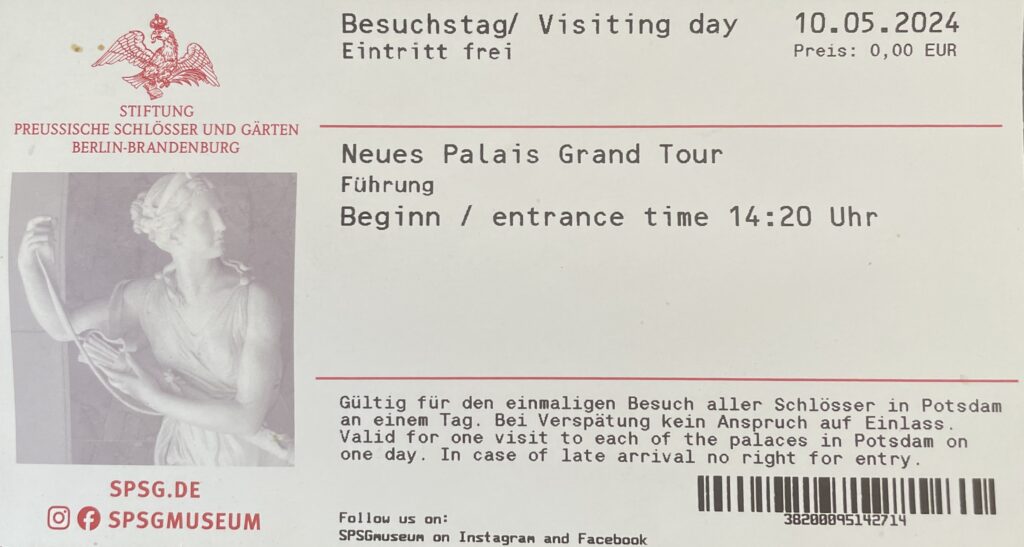 STIFTUNG
PREUSSISCHE SCHLÖSSER UND GÄRTEN
BERLIN-BRANDENBURG
SPSG.DE
SPSGMUSEUM
Besuchstag/ Visiting day 10.05.2024
Eintritt frei Preis: 0,00 EUR
Neues Palais Grand Tour
Führung
Beginn / entrance time 14:20 Uhr
Gültig für den einmaligen Besuch aller Schlösser in Potsdam
an einem Tag. Bei Verspätung kein Anspruch auf Einlass.
Valid for one visit to each of the palaces in Potsdam on
one day. In case of late arrival no right for entry.
38200095142714
Follow us on:
SPSGmuseum on Instagram and Facebook